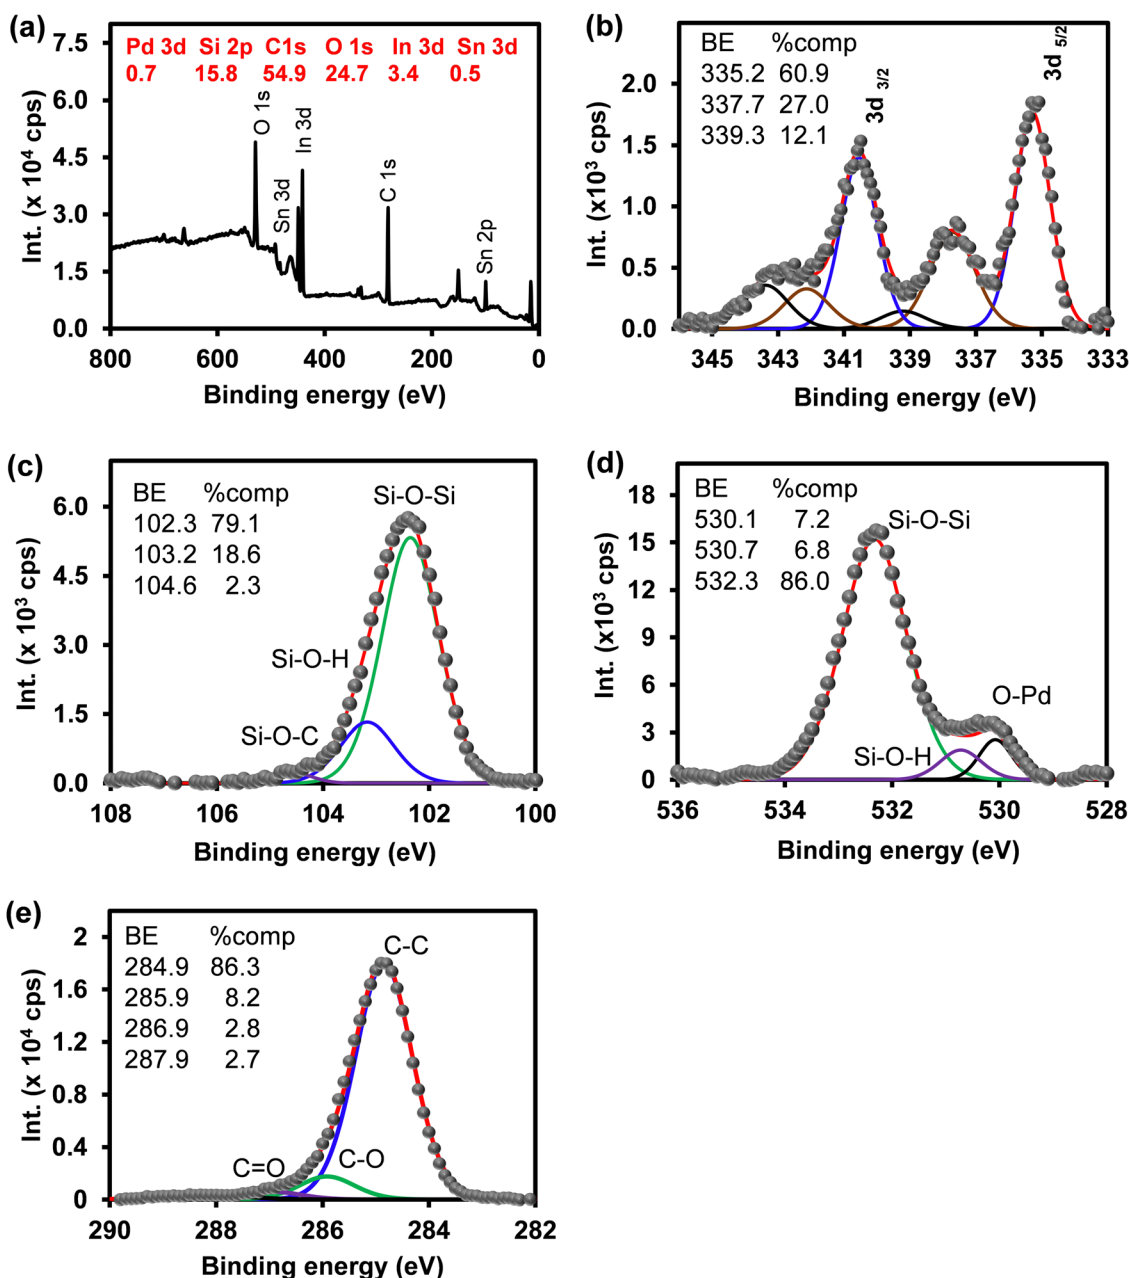 (a)
7.5
6.0
4.5
3.0
1.5
0.0
Int. (x 10⁴ cps)
Pd 3d Si 2p C1s O 1s In 3d Sn 3d
0.7 15.8 54.9 24.7 3.4 0.5
O 1s
Sn 3d
In 3d
C 1s
Sn 2p
800 600 400 200 0
Binding energy (eV)
(b)
2.0
1.5
1.0
0.5
0.0
Int. (x10³ cps)
BE %comp
335.2 60.9
337.7 27.0
339.3 12.1
3d 3/2
3d 5/2
345 343 341 339 337 335 333
Binding energy (eV)
(c)
6.0
4.5
3.0
1.5
0.0
Int. (x 10³ cps)
BE %comp
102.3 79.1
103.2 18.6
104.6 2.3
Si-O-Si
Si-O-H
Si-O-C
108 106 104 102 100
Binding energy (eV)
(d)
18
15
12
9
6
3
0
Int. (x10³ cps)
BE %comp
530.1 7.2
530.7 6.8
532.3 86.0
Si-O-Si
O-Pd
Si-O-H
536 534 532 530 528
Binding energy (eV)
(e)
2
1.6
1.2
0.8
0.4
0
Int. (x 10⁴ cps)
BE %comp
284.9 86.3
285.9 8.2
286.9 2.8
287.9 2.7
C-C
C=O
C-O
290 288 286 284 282
Binding energy (eV)